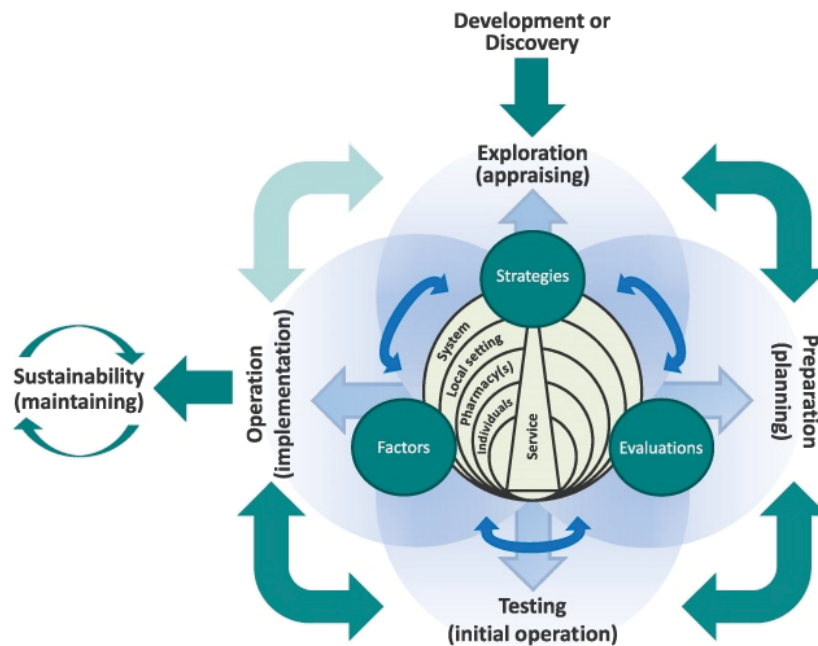 Development or
Discovery
Exploration
(appraising)
Strategies
System
Local setting
Pharmacy(s)
Individuals
Service
Factors
Evaluations
Preparation
(planning)
Operation
(implementation)
Sustainability
(maintaining)
Testing
(initial operation)